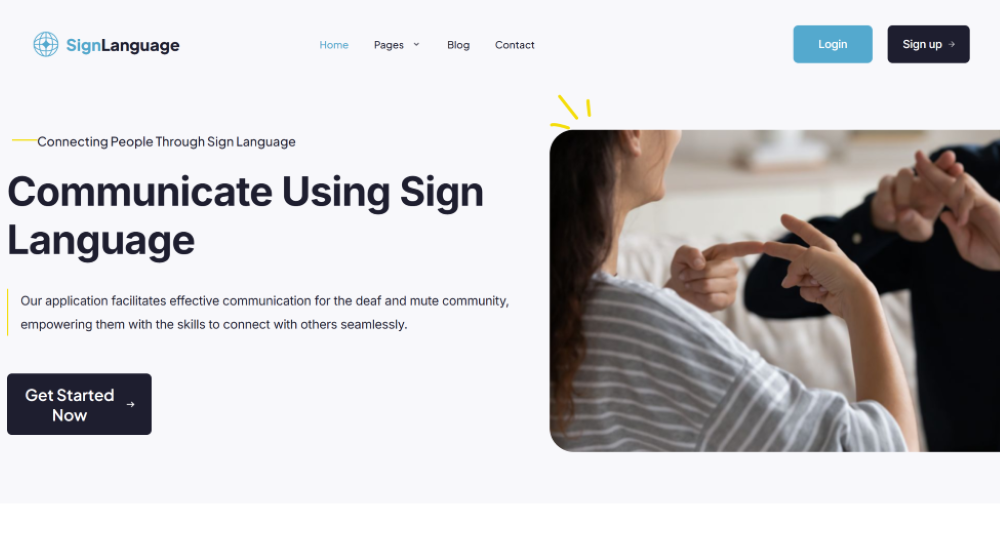 SignLanguage
Home
Pages
Blog
Contact
Login
Sign up
Connecting People Through Sign Language
Communicate Using Sign
Language
Our application facilitates effective communication for the deaf and mute community,
empowering them with the skills to connect with others seamlessly.
Get Started
Now